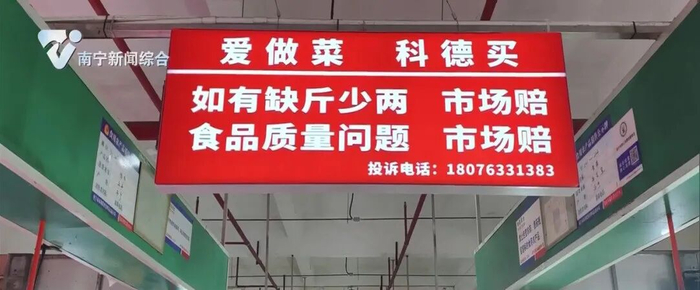 南宁新闻综合
爱做菜 科德买
如有缺斤少两 市场赔
食品质量问题 市场赔
投诉电话：18076331383